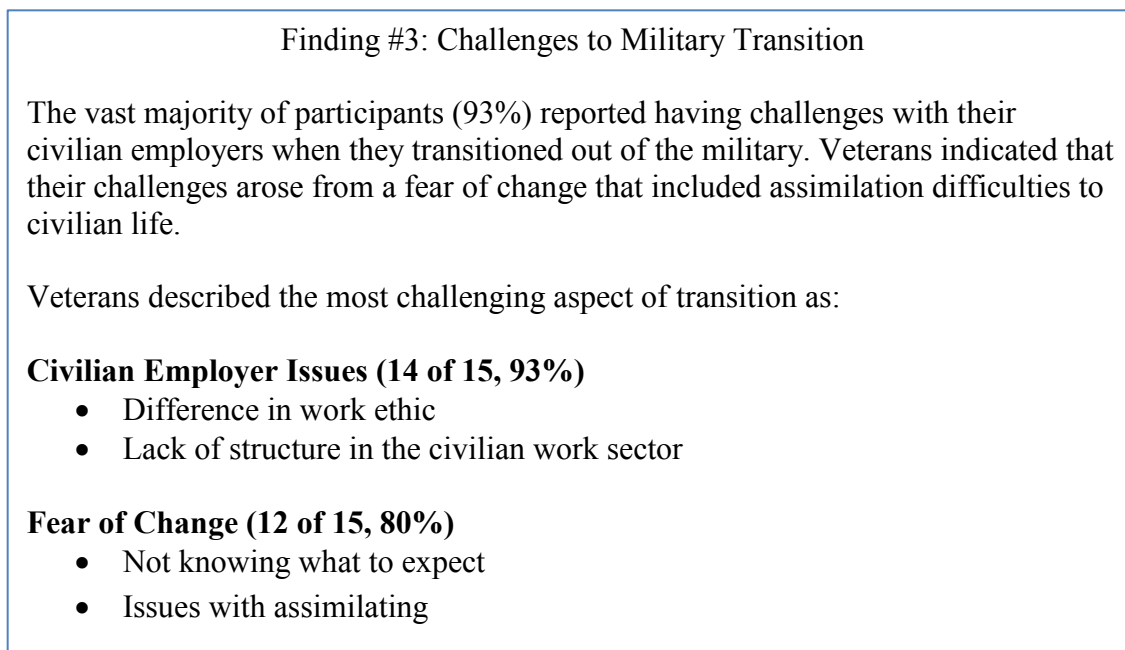 Finding #3: Challenges to Military Transition
The vast majority of participants (93%) reported having challenges with their
civilian employers when they transitioned out of the military. Veterans indicated that
their challenges arose from a fear of change that included assimilation difficulties to
civilian life.
Veterans described the most challenging aspect of transition as:
Civilian Employer Issues (14 of 15, 93%)
• Difference in work ethic
• Lack of structure in the civilian work sector
Fear of Change (12 of 15, 80%)
• Not knowing what to expect
• Issues with assimilating